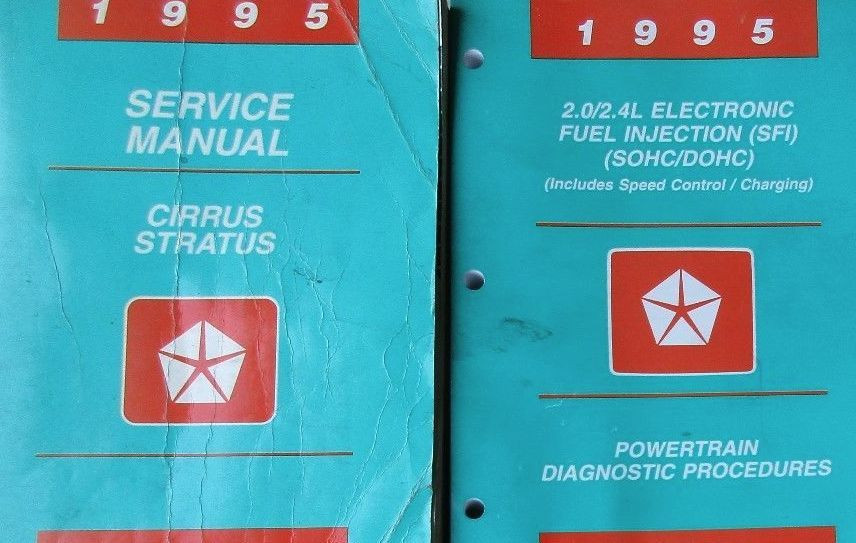 1995
SERVICE
MANUAL
CIRRUS
STRATUS
1995
2.0/2.4L ELECTRONIC
FUEL INJECTION (SFI)
(SOHC/DOHC)
(Includes Speed Control / Charging)
POWERTRAIN
DIAGNOSTIC PROCEDURES